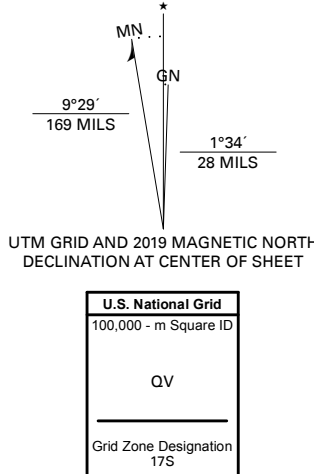 ★
MN
GN
9°29´
169 MILS
1°34´
28 MILS
UTM GRID AND 2019 MAGNETIC NORTH
DECLINATION AT CENTER OF SHEET
U.S. National Grid
100,000 - m Square ID
QV
Grid Zone Designation
17S